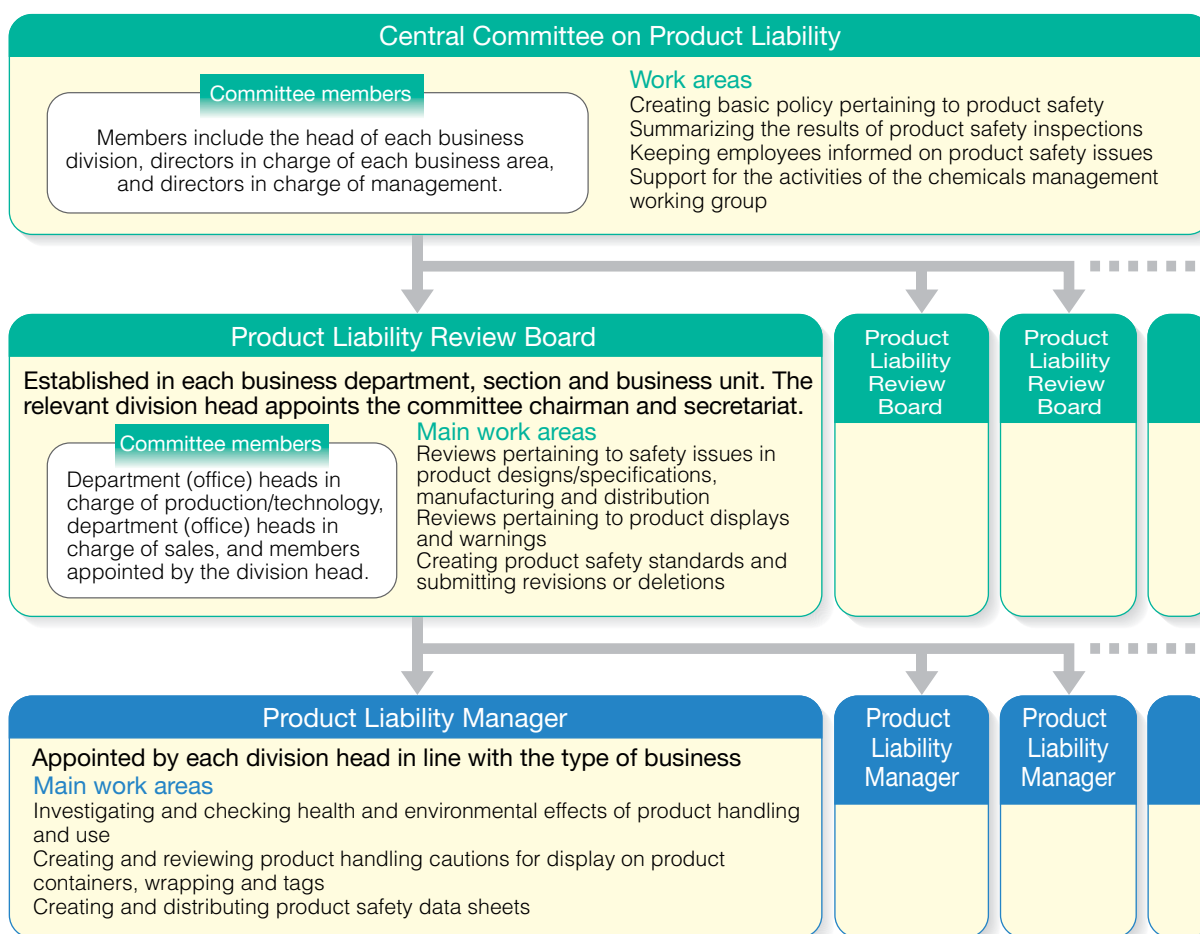 Central Committee on Product Liability
Committee members
Members include the head of each business
division, directors in charge of each business area,
and directors in charge of management.
Work areas
Creating basic policy pertaining to product safety
Summarizing the results of product safety inspections
Keeping employees informed on product safety issues
Support for the activities of the chemicals management
working group
Product Liability Review Board
Established in each business department, section and business unit. The
relevant division head appoints the committee chairman and secretariat.
Committee members
Department (office) heads in
charge of production/technology,
department (office) heads in
charge of sales, and members
appointed by the division head.
Main work areas
Reviews pertaining to safety issues in
product designs/specifications,
manufacturing and distribution
Reviews pertaining to product displays
and warnings
Creating product safety standards and
submitting revisions or deletions
Product
Liability
Review
Board
Product
Liability
Review
Board
Product Liability Manager
Appointed by each division head in line with the type of business
Main work areas
Investigating and checking health and environmental effects of product handling
and use
Creating and reviewing product handling cautions for display on product
containers, wrapping and tags
Creating and distributing product safety data sheets
Product
Liability
Manager
Product
Liability
Manager